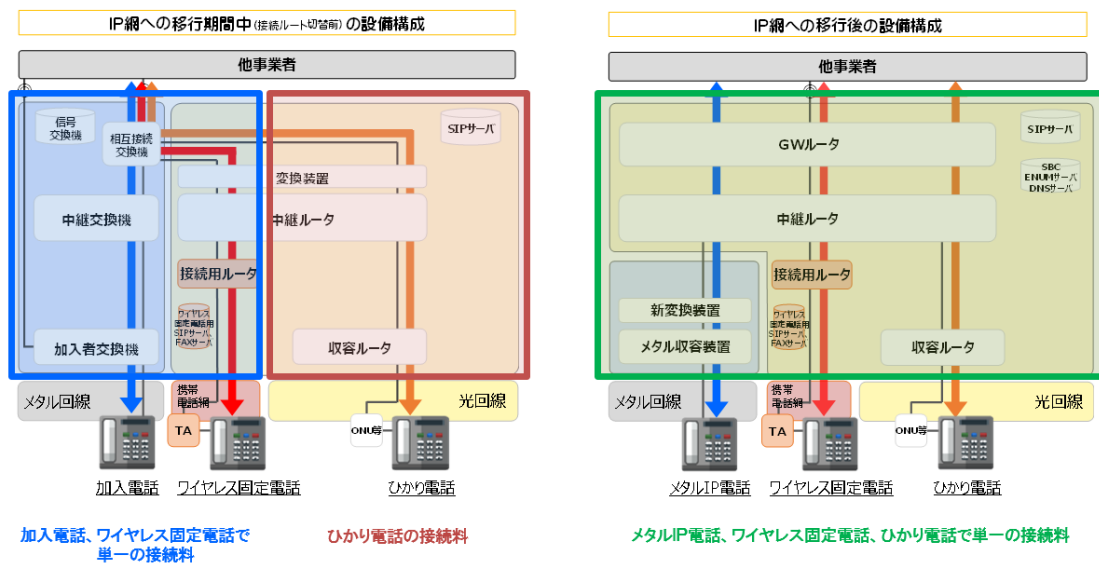 IP網への移行期間中(接続ルート切替前)の設備構成
他事業者
信号
交換機
相互接続
交換機
SIPサーバ
変換装置
中継交換機
中継ルータ
接続用ルータ
ワイヤレス
固定電話用
SIPサーバ、
FAXサーバ
加入者交換機
収容ルータ
メタル回線
携帯
電話網
光回線
TA
ONU等
加入電話
ワイヤレス固定電話
ひかり電話
加入電話、ワイヤレス固定電話で
単一の接続料
ひかり電話の接続料
IP網への移行後の設備構成
他事業者
SIPサーバ
GWルータ
SBC
ENUMサーバ
DNSサーバ
中継ルータ
接続用ルータ
新変換装置
ワイヤレス
固定電話用
SIPサーバ、
FAXサーバ
メタル収容装置
収容ルータ
メタル回線
携帯
電話網
光回線
TA
ONU等
メタルIP電話
ワイヤレス固定電話
ひかり電話
メタルIP電話、ワイヤレス固定電話、ひかり電話で単一の接続料